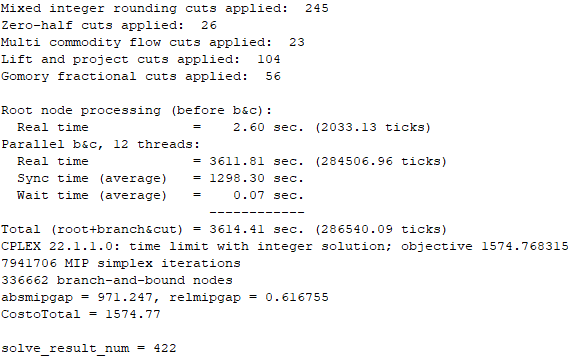 Mixed integer rounding cuts applied:  245
Zero-half cuts applied:  26
Multi commodity flow cuts applied:  23
Lift and project cuts applied:  104
Gomory fractional cuts applied:  56

Root node processing (before b&c):
  Real time             =    2.60 sec. (2033.13 ticks)
Parallel b&c, 12 threads:
  Real time             = 3611.81 sec. (284506.96 ticks)
  Sync time (average)   = 1298.30 sec.
  Wait time (average)   =    0.07 sec.
                          ------------
Total (root+branch&cut) = 3614.41 sec. (286540.09 ticks)
CPLEX 22.1.1.0: time limit with integer solution; objective 1574.768315
7941706 MIP simplex iterations
336662 branch-and-bound nodes
absmipgap = 971.247, relmipgap = 0.616755
CostoTotal = 1574.77

solve_result_num = 422